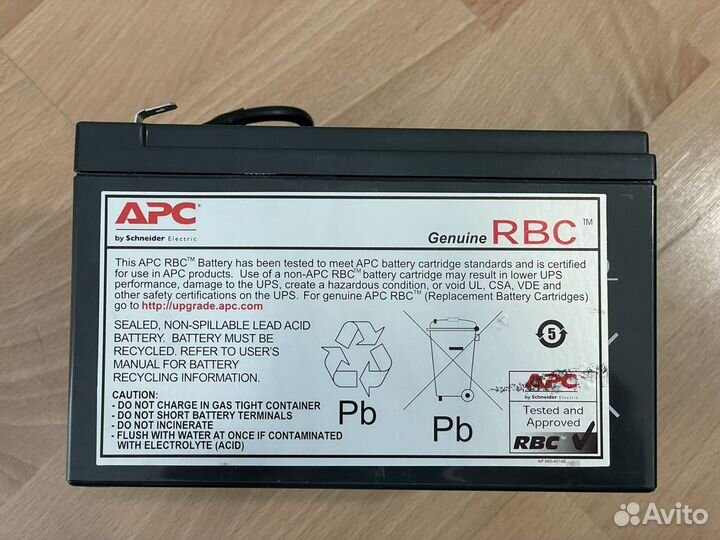 APC
by Schneider Electric
Genuine RBC™
This APC RBC™ Battery has been tested to meet APC battery cartridge standards and is certified
for use in APC products. Use of a non-APC RBC™ battery cartridge may result in lower UPS
performance, damage to the UPS, create a hazardous condition, or void UL, CSA, VDE and
other safety certifications on the UPS. For genuine APC RBC™ (Replacement Battery Cartridges)
go to http://upgrade.apc.com
SEALED, NON-SPILLABLE LEAD ACID
BATTERY. BATTERY MUST BE
RECYCLED. REFER TO USER'S
MANUAL FOR BATTERY
RECYCLING INFORMATION.
CAUTION:
- DO NOT CHARGE IN GAS TIGHT CONTAINER
- DO NOT SHORT BATTERY TERMINALS
- DO NOT INCINERATE
- FLUSH WITH WATER AT ONCE IF CONTAMINATED
WITH ELECTROLYTE (ACID)
Pb
Pb
5
APC
by Schneider Electric
Tested and
Approved
RBC™
Avito